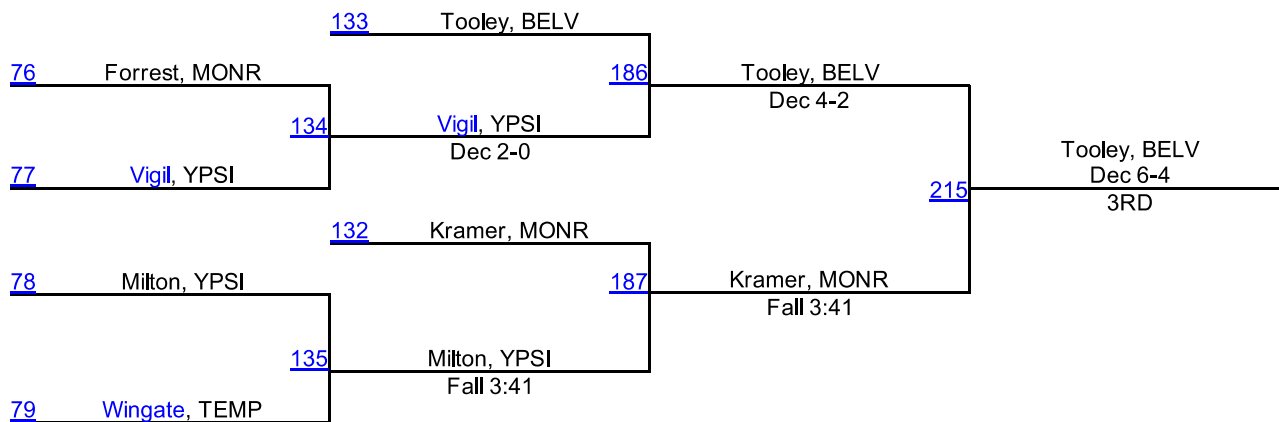 133 Tooley, BELV
76 Forrest, MONR
186 Tooley, BELV
Dec 4-2
134 Vigil, YPSI
Dec 2-0
77 Vigil, YPSI
Tooley, BELV
215 Dec 6-4
3RD
132 Kramer, MONR
78 Milton, YPSI
187 Kramer, MONR
Fall 3:41
135 Milton, YPSI
Fall 3:41
79 Wingate, TEMP